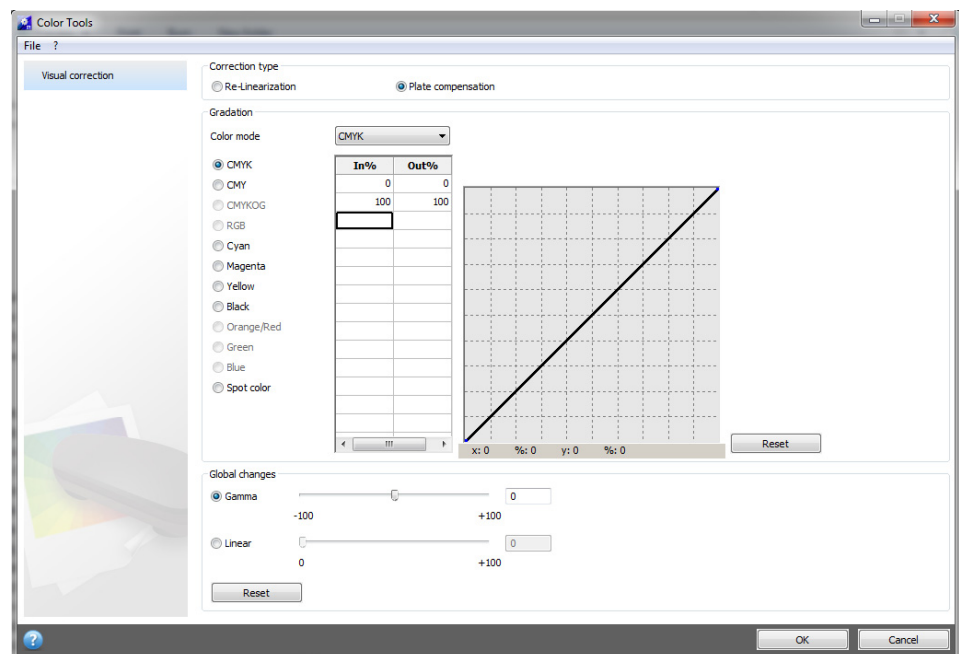 Color Tools
File ?
Visual correction
Correction type
Re-Linearization
Plate compensation
Gradation
Color mode
CMYK
CMYK
CMY
CMYKOG
RGB
Cyan
Magenta
Yellow
Black
Orange/Red
Green
Blue
Spot color
In% Out%
0 0
100 100
x: 0 %: 0 y: 0 %: 0
Reset
Global changes
Gamma
0
-100 +100
Linear
0
0 +100
Reset
?
OK Cancel